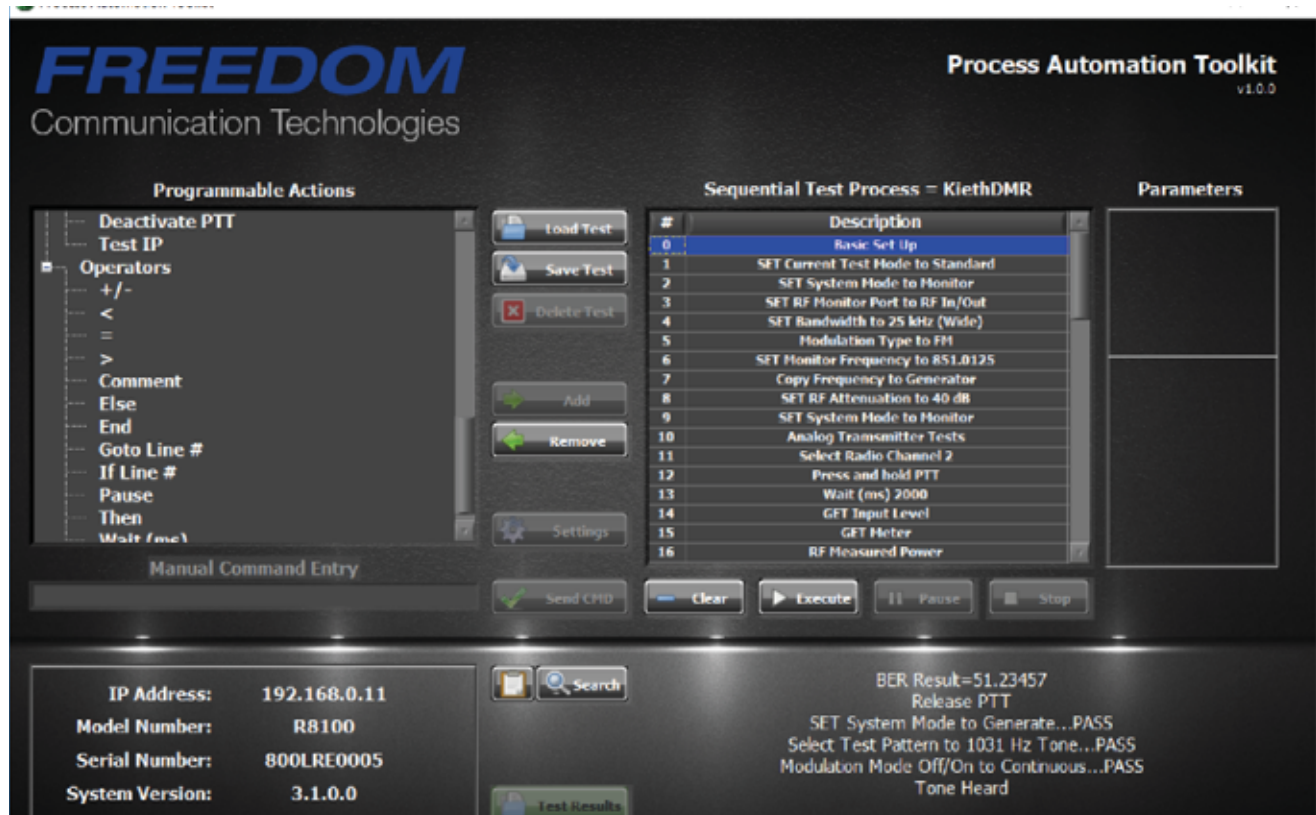 FREEDOM
Communication Technologies
Process Automation Toolkit
v1.0.0
Programmable Actions
Deactivate PTT
Test IP
Operators
+/-
<
=
>
Comment
Else
End
Goto Line #
If Line #
Pause
Then
Wait (ms)
Manual Command Entry
Load Test
Save Test
Delete Test
Add
Remove
Settings
Send CMD
Sequential Test Process = KiethDMR
# Description
0 Basic Set Up
1 SET Current Test Mode to Standard
2 SET System Mode to Monitor
3 SET RF Monitor Port to RF In/Out
4 SET Bandwidth to 25 kHz (Wide)
5 Modulation Type to FM
6 SET Monitor Frequency to 851.0125
7 Copy Frequency to Generator
8 SET RF Attenuation to 40 dB
9 SET System Mode to Monitor
10 Analog Tramsmitter Tests
11 Select Radio Channel 2
12 Press and hold PTT
13 Wait (ms) 2000
14 GET Input Level
15 GET Meter
16 RF Measured Power
Clear
Execute
Pause
Stop
Parameters
IP Address: 192.168.0.11
Model Number: R8100
Serial Number: 800LRE0005
System Version: 3.1.0.0
Search
Test Results
BER Result=51.23457
Release PTT
SET System Mode to Generate...PASS
Select Test Pattern to 1031 Hz Tone...PASS
Modulation Mode Off/On to Continuous...PASS
Tone Heard